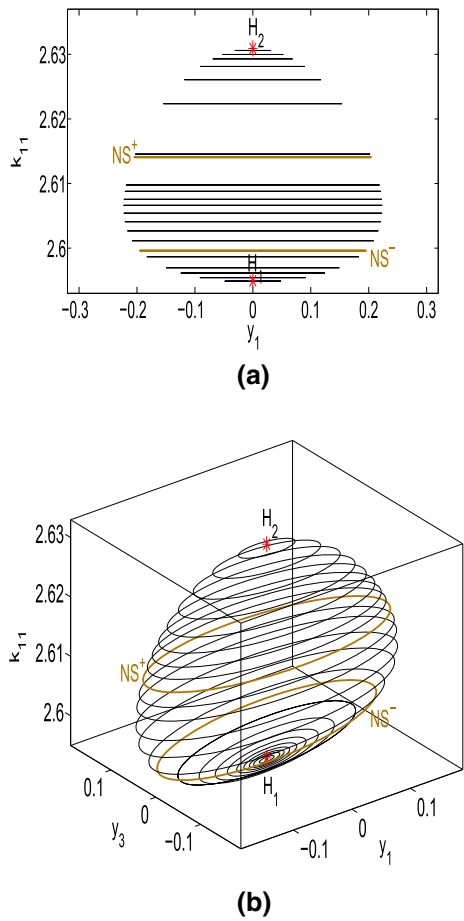 H₂
2.63
2.62
k₁₁
NS⁺
2.61
2.6
NS⁻
H₁
−0.3 −0.2 −0.1 0 0.1 0.2 0.3
y₁
(a)
H₂
2.63
2.62
k₁₁
2.61
NS⁺
2.6
NS⁻
H₁
0.1 0 −0.1
y₃
−0.1 0 0.1
y₁
(b)